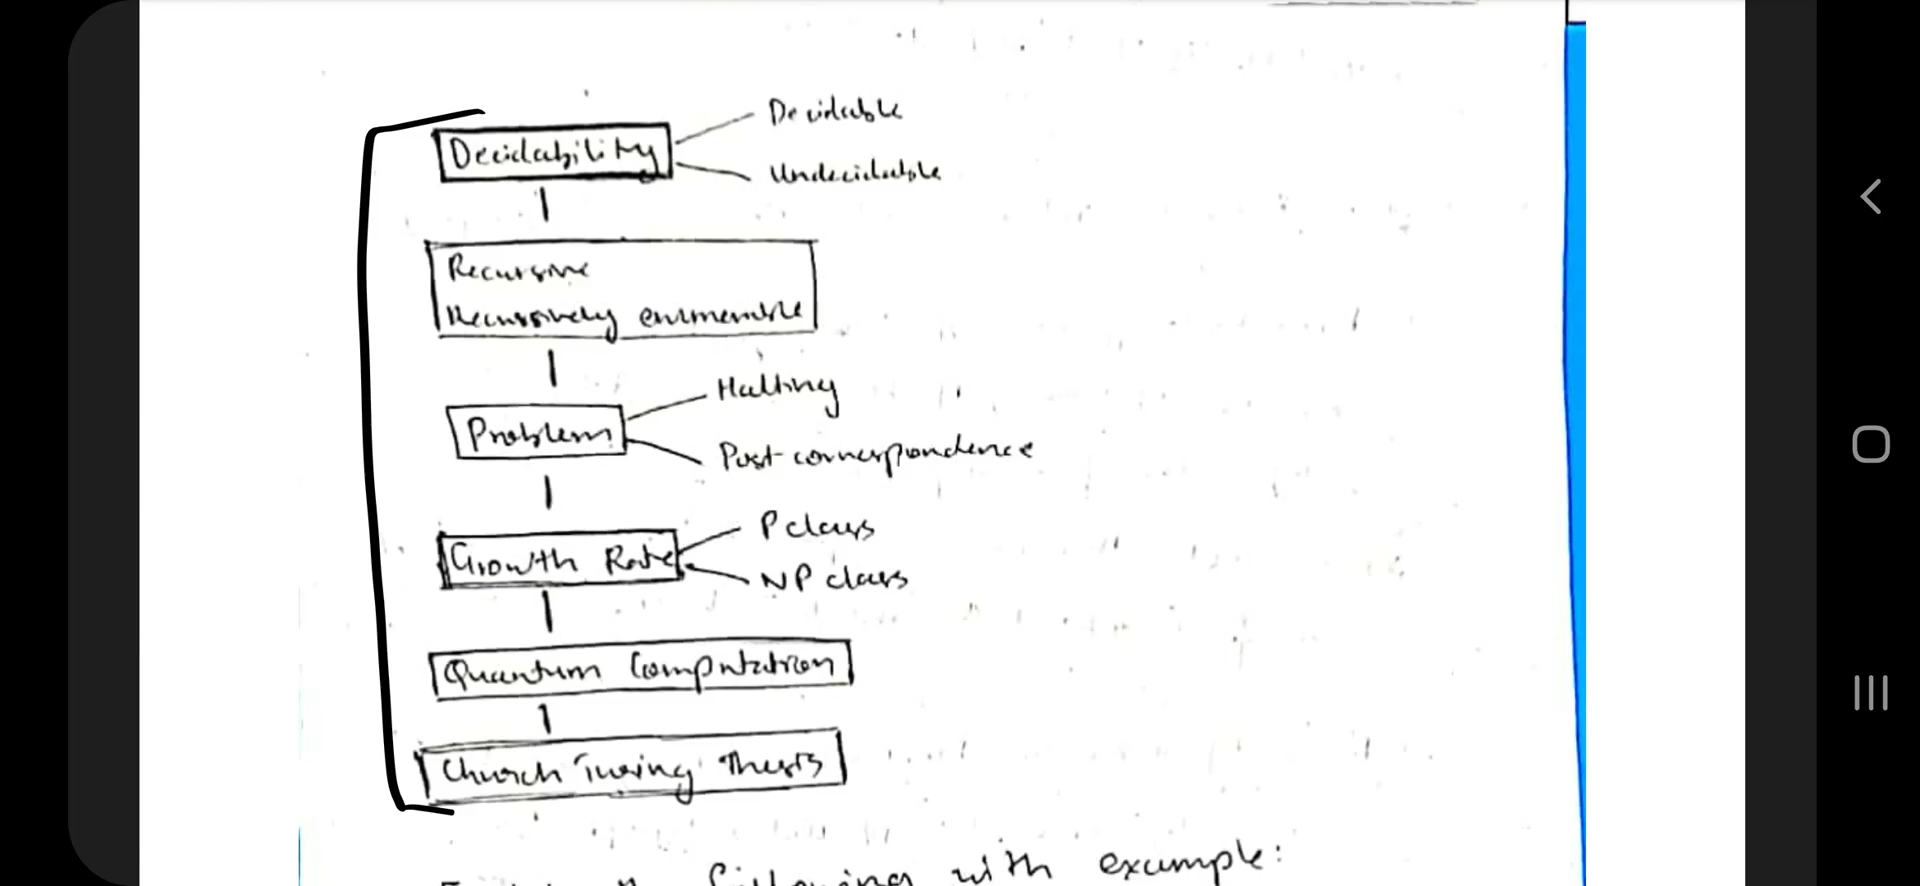 Decidability
Decidable
Undecidable
Recursive
Recursively enumerable
Problem
Halting
Post correspondence
Growth Rate
P class
NP class
Quantum Computation
Church Turing Thesis
following with example: